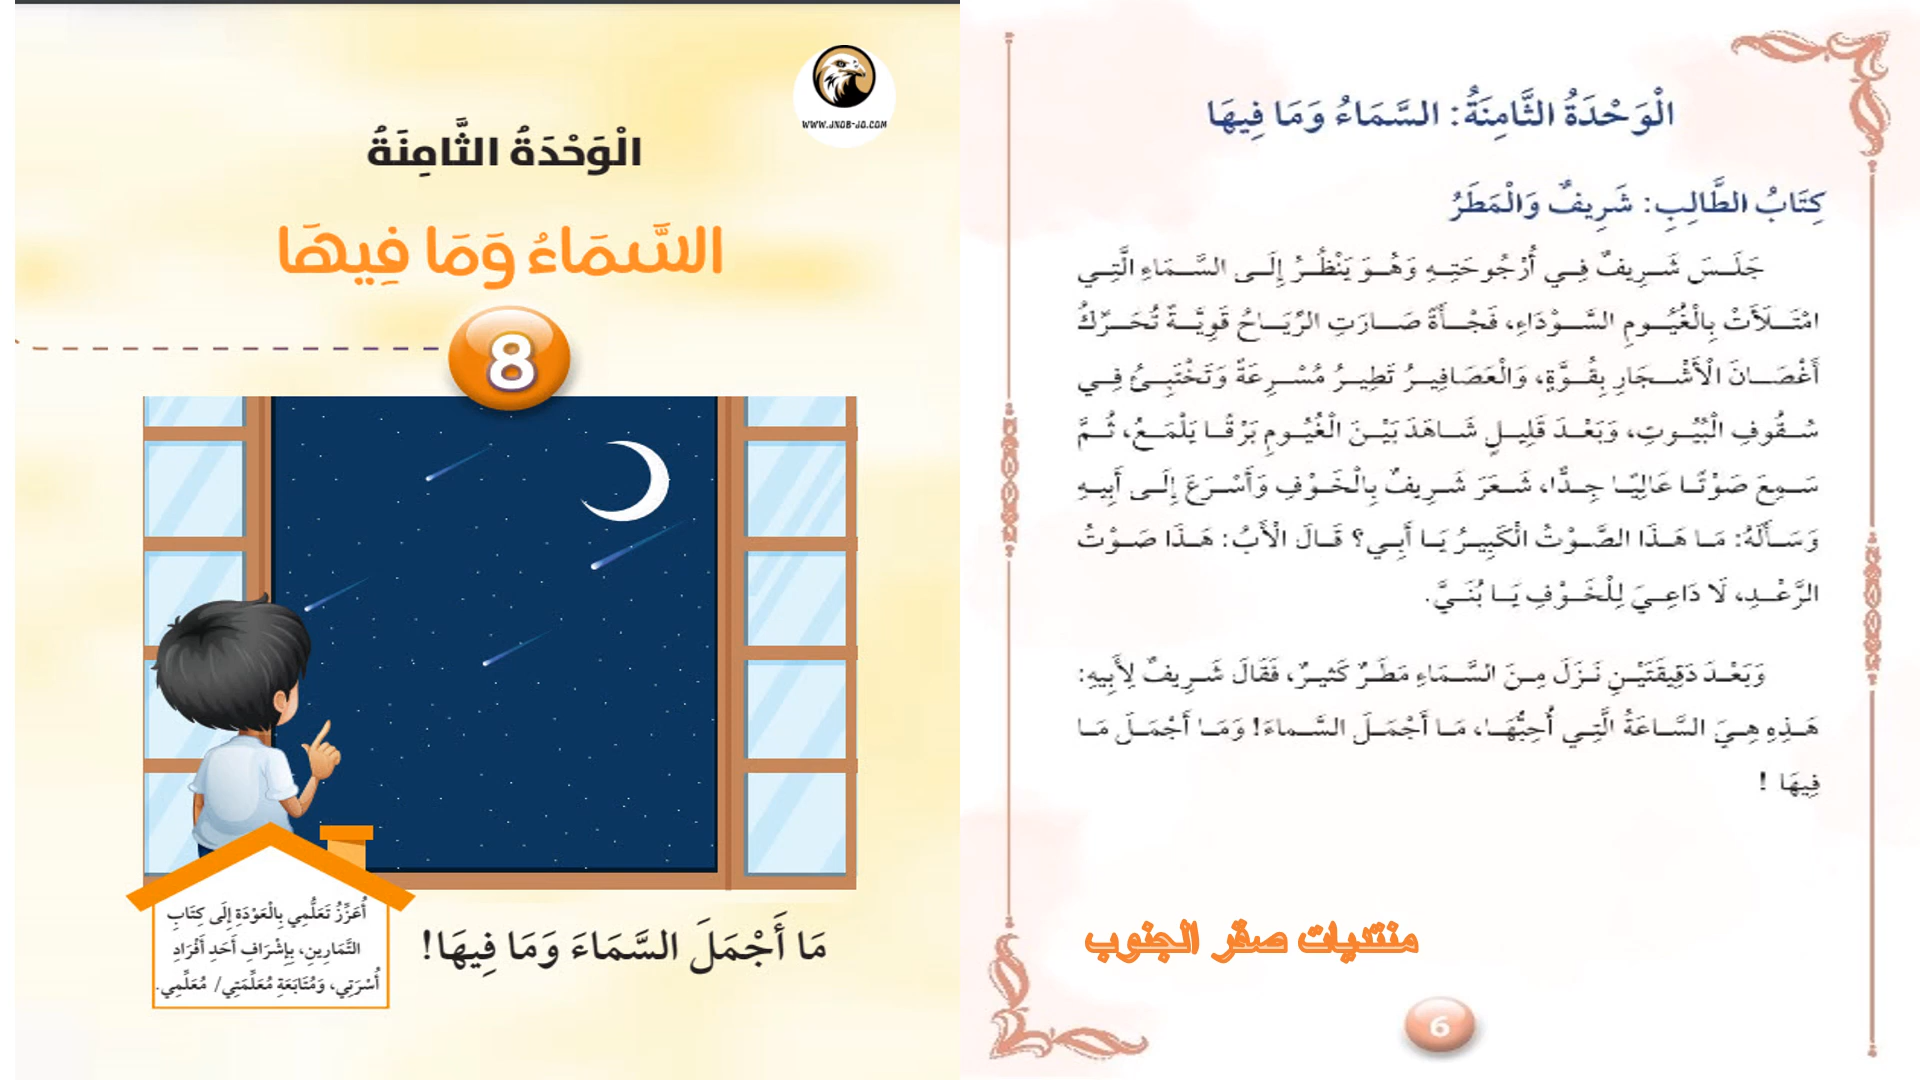 WWW.JNOB-JO.COM
الْوَحْدَةُ الثَّامِنَةُ
السَّمَاءُ وَمَا فِيهَا
8
أُعَزِّزُ تَعَلُّمِي بِالْعَوْدَةِ إِلَى كِتَابِ
التَّمَارِينِ، بِإِشْرَافِ أَحَدِ أَفْرَادِ
أُسْرَتِي، وَمُتَابَعَةِ مُعَلِّمَتِي/ مُعَلِّمِي.
مَا أَجْمَلَ السَّمَاءَ وَمَا فِيهَا!
الْوَحْدَةُ الثَّامِنَةُ: السَّمَاءُ وَمَا فِيهَا
كِتَابُ الطَّالِبِ: شَرِيفٌ وَالْمَطَرُ
جَلَسَ شَرِيفٌ فِي أُرْجُوحَتِهِ وَهُوَ يَنْظُرُ إِلَى السَّمَاءِ الَّتِي
امْتَلَأَتْ بِالْغُيُومِ السَّوْدَاءِ، فَجْأَةً صَارَتِ الرِّيَاحُ قَوِيَّةً تُحَرِّكُ
أَغْصَانَ الْأَشْجَارِ بِقُوَّةٍ، وَالْعَصَافِيرُ تَطِيرُ مُسْرِعَةً وَتَخْتَبِئُ فِي
سُقُوفِ الْبُيُوتِ، وَبَعْدَ قَلِيلٍ شَاهَدَ بَيْنَ الْغُيُومِ بَرْقًا يَلْمَعُ، ثُمَّ
سَمِعَ صَوْتًا عَالِيًا جِدًّا، شَعَرَ شَرِيفٌ بِالْخَوْفِ وَأَسْرَعَ إِلَى أَبِيهِ
وَسَأَلَهُ: مَا هَذَا الصَّوْتُ الْكَبِيرُ يَا أَبِي؟ قَالَ الْأَبُ: هَذَا صَوْتُ
الرَّعْدِ، لَا دَاعِيَ لِلْخَوْفِ يَا بُنَيَّ.
وَبَعْدَ دَقِيقَتَيْنِ نَزَلَ مِنَ السَّمَاءِ مَطَرٌ كَثيرٌ، فَقَالَ شَرِيفٌ لِأَبِيهِ:
هَذِهِ هِيَ السَّاعَةُ الَّتِي أُحِبُّهَا، مَا أَجْمَلَ السَّماءَ! وَمَا أَجْمَلَ مَا
فِيهَا !
منتديات صقر الجنوب
6